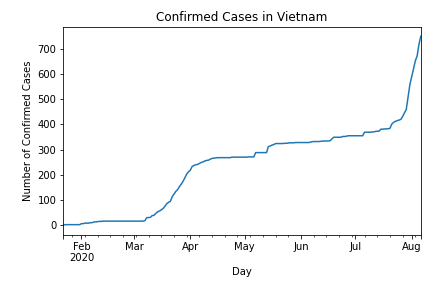 Confirmed Cases in Vietnam
Number of Confirmed Cases
700
600
500
400
300
200
100
0
Feb
2020
Mar
Apr
May
Jun
Jul
Aug
Day